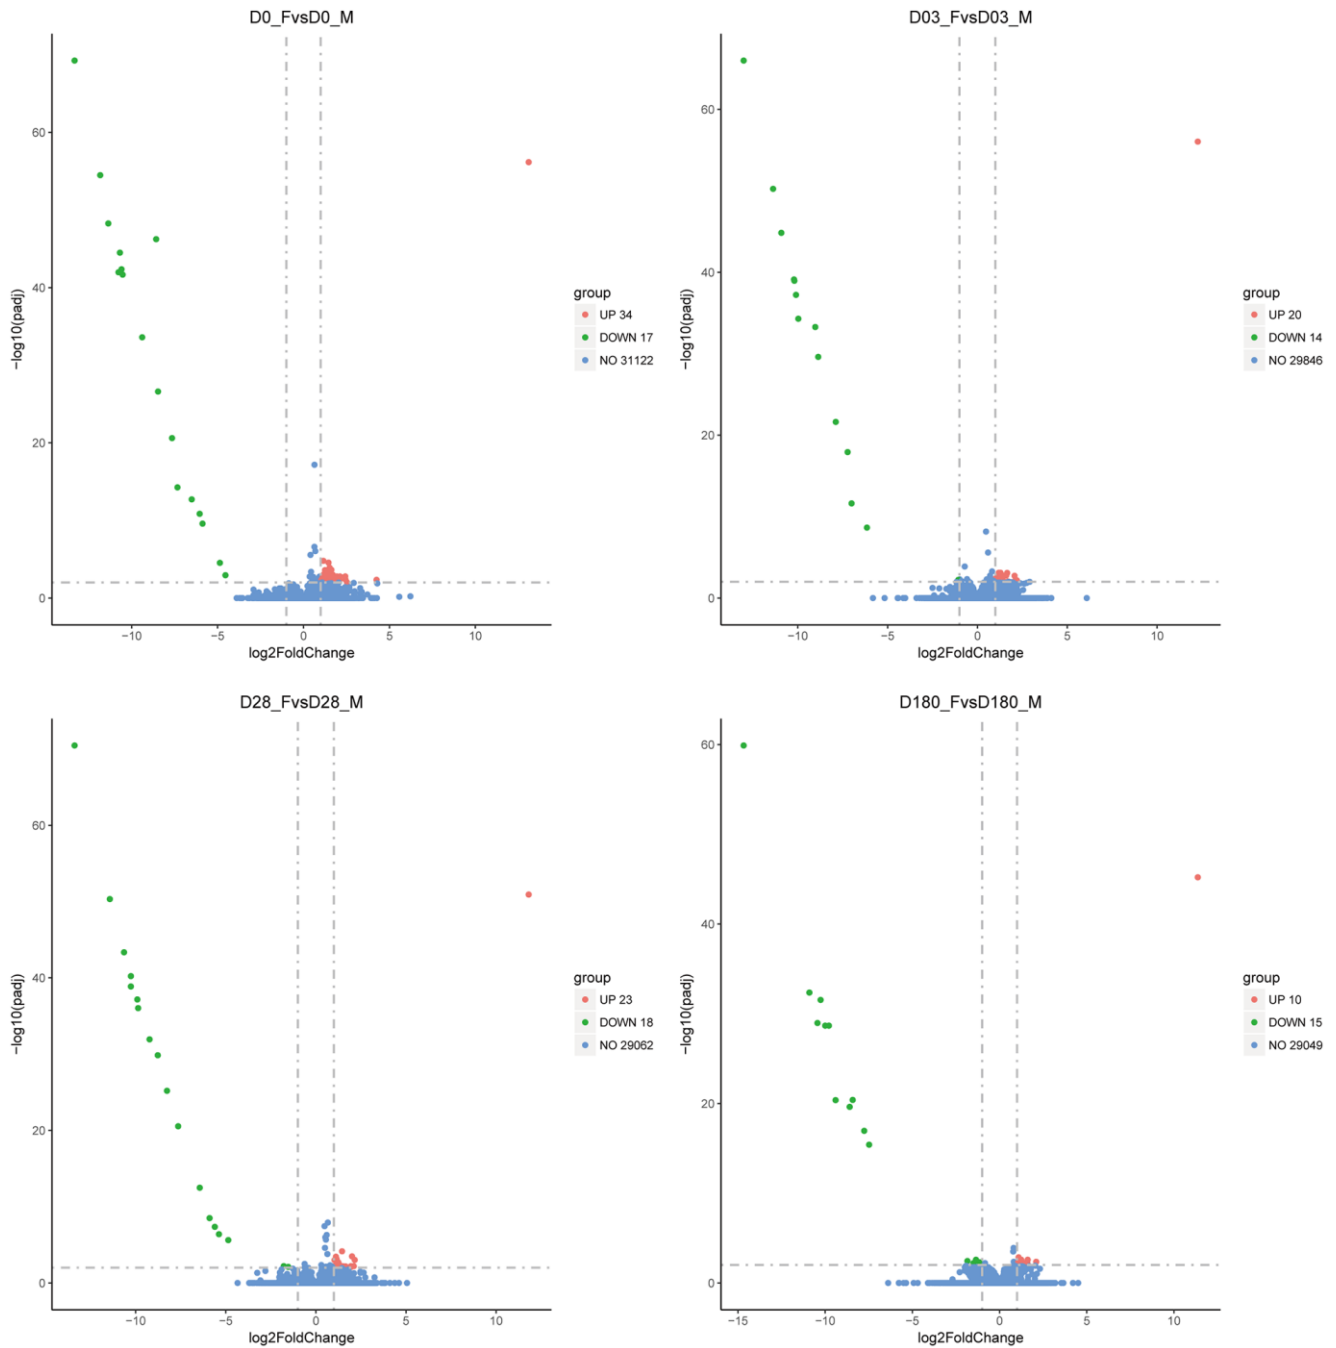 D0_FvsD0_M
−log10(padj)
60
40
20
0
−10
−5
0
5
10
log2FoldChange
group
UP 34
DOWN 17
NO 31122
D03_FvsD03_M
−log10(padj)
60
40
20
0
−10
−5
0
5
10
log2FoldChange
group
UP 20
DOWN 14
NO 29846
D28_FvsD28_M
−log10(padj)
60
40
20
0
−10
−5
0
5
10
log2FoldChange
group
UP 23
DOWN 18
NO 29062
D180_FvsD180_M
−log10(padj)
60
40
20
0
−15
−10
−5
0
5
10
log2FoldChange
group
UP 10
DOWN 15
NO 29049